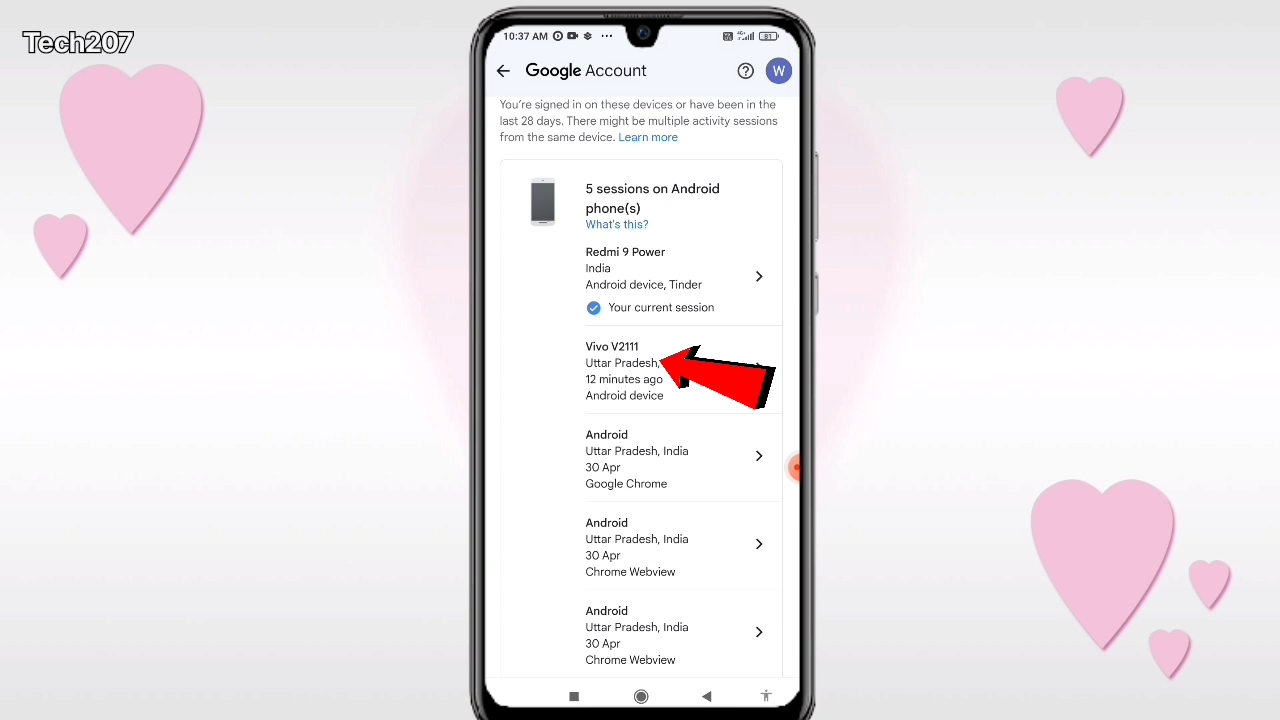 Tech207
10:37 AM
81
Google Account
W
You're signed in on these devices or have been in the
last 28 days. There might be multiple activity sessions
from the same device. Learn more
5 sessions on Android
phone(s)
What's this?
Redmi 9 Power
India
Android device, Tinder
Your current session
Vivo V2111
Uttar Pradesh,
12 minutes ago
Android device
Android
Uttar Pradesh, India
30 Apr
Google Chrome
Android
Uttar Pradesh, India
30 Apr
Chrome Webview
Android
Uttar Pradesh, India
30 Apr
Chrome Webview